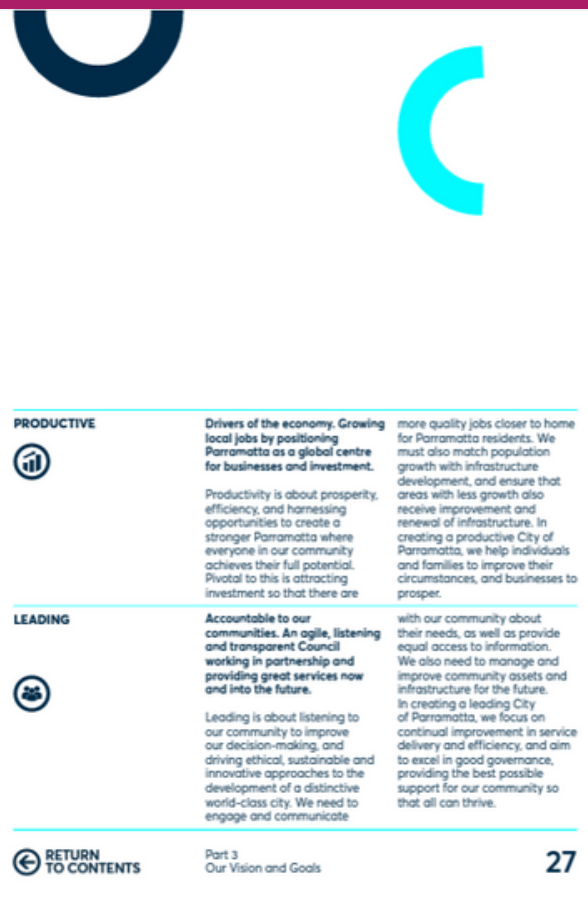 PRODUCTIVE
Drivers of the economy. Growing
local jobs by positioning
Parramatta as a global centre
for businesses and investment.
Productivity is about prosperity,
efficiency, and harnessing
opportunities to create a
stronger Parramatta where
everyone in our community
achieves their full potential.
Pivotal to this is attracting
investment so that there are
more quality jobs closer to home
for Parramatta residents. We
must also match population
growth with infrastructure
development, and ensure that
areas with less growth also
receive improvement and
renewal of infrastructure. In
creating a productive City of
Parramatta, we help individuals
and families to improve their
circumstances, and businesses to
prosper.
LEADING
Accountable to our
communities. An agile, listening
and transparent Council
working in partnership and
providing great services now
and into the future.
Leading is about listening to
our community to improve
our decision-making, and
driving ethical, sustainable and
innovative approaches to the
development of a distinctive
world-class city. We need to
engage and communicate
with our community about
their needs, as well as provide
equal access to information.
We also need to manage and
improve community assets and
infrastructure for the future.
In creating a leading City
of Parramatta, we focus on
continual improvement in service
delivery and efficiency, and aim
to excel in good governance,
providing the best possible
support for our community so
that all can thrive.
RETURN
TO CONTENTS
Part 3
Our Vision and Goals
27